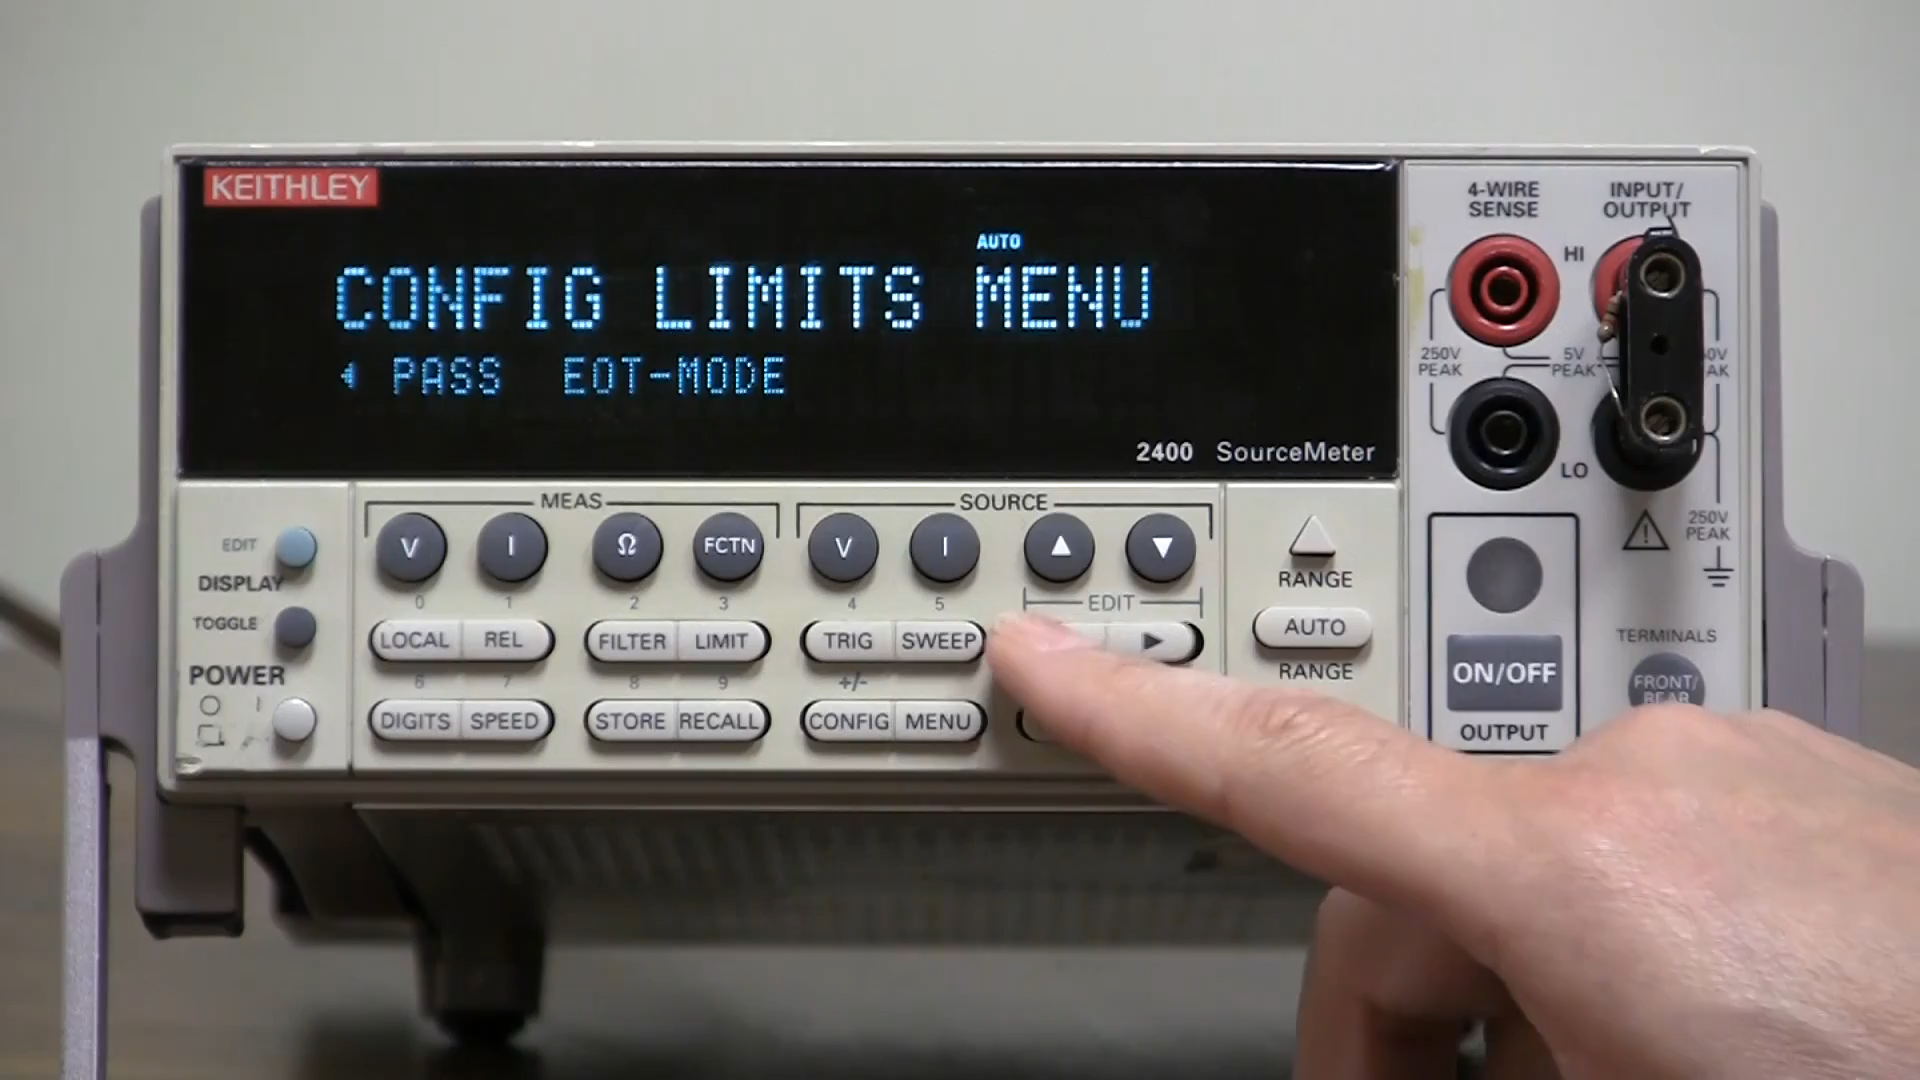 KEITHLEY
AUTO
CONFIG LIMITS MENU
◀ PASS EOT-MODE
2400 SourceMeter
4-WIRE SENSE
INPUT/ OUTPUT
HI
250V PEAK
5V PEAK
LO
250V PEAK
MEAS
SOURCE
EDIT
DISPLAY
TOGGLE
POWER
V I Ω FCTN V I ▲ ▼
0 1 2 3 4 5
EDIT
LOCAL REL FILTER LIMIT TRIG SWEEP ▶
6 7 8 9 +/-
DIGITS SPEED STORE RECALL CONFIG MENU
RANGE
AUTO
RANGE
ON/OFF
OUTPUT
TERMINALS
FRONT/
REAR